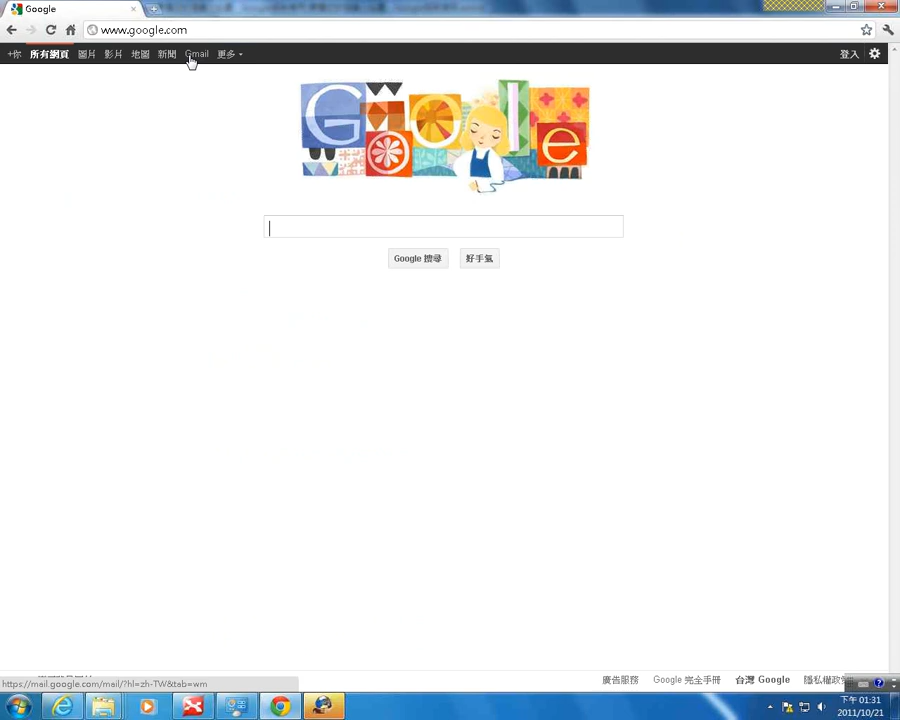 Google
www.google.com
+你 所有網頁 圖片 影片 地圖 新聞 Gmail 更多 登入
Google
Google 搜尋 好手氣
https://mail.google.com/mail/?hl=zh-TW&tab=wm
廣告服務 Google 完全手冊 台灣 Google 隱私權政
下午 01:31
2011/10/21